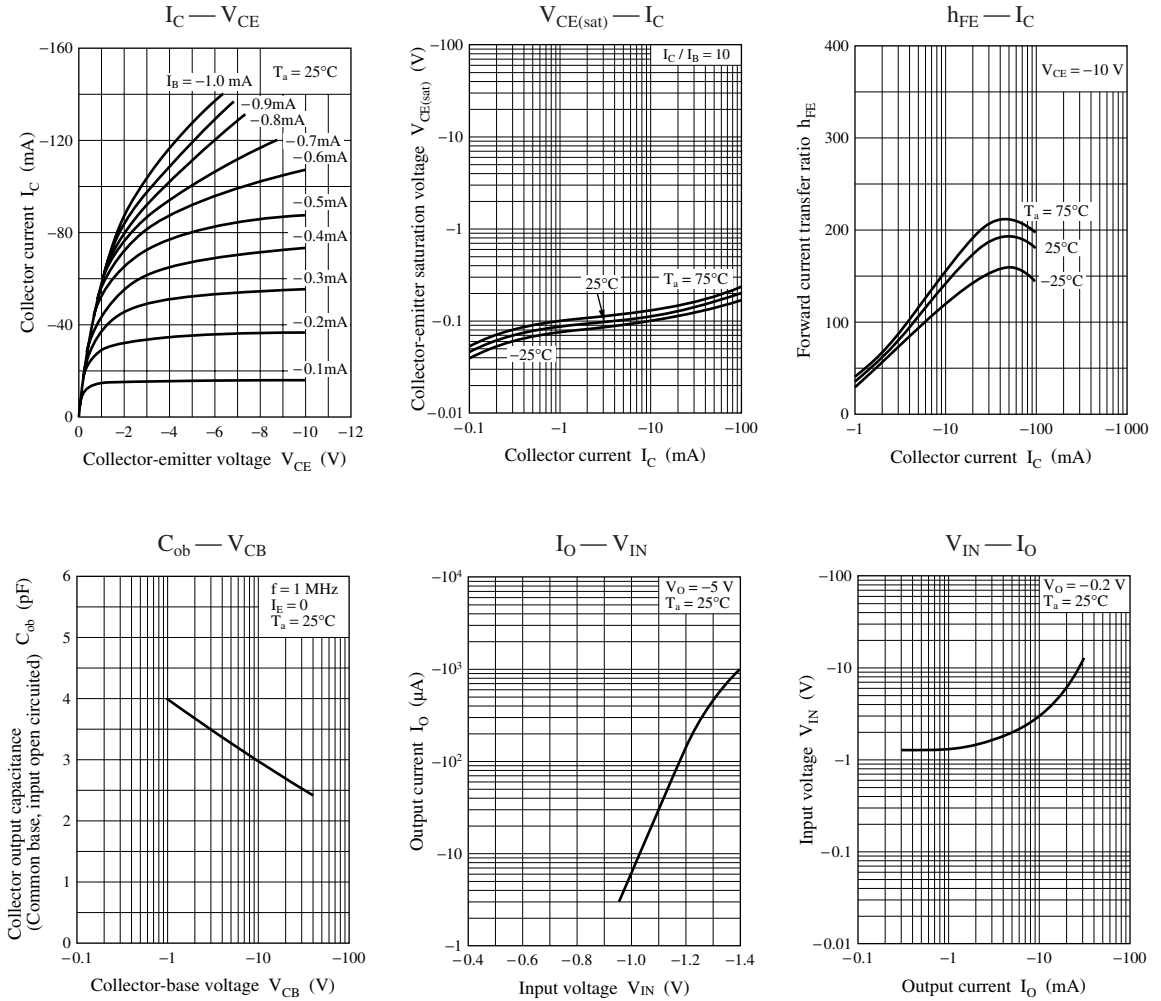 I_C — V_CE
−160
−120
−80
−40
0
Collector current I_C (mA)
T_a = 25°C
I_B = −1.0 mA
−0.9mA
−0.8mA
−0.7mA
−0.6mA
−0.5mA
−0.4mA
−0.3mA
−0.2mA
−0.1mA
0 −2 −4 −6 −8 −10 −12
Collector-emitter voltage V_CE (V)
V_CE(sat) — I_C
−100
−10
−1
−0.1
−0.01
Collector-emitter saturation voltage V_CE(sat) (V)
I_C / I_B = 10
25°C
T_a = 75°C
−25°C
−0.1 −1 −10 −100
Collector current I_C (mA)
h_FE — I_C
400
300
200
100
0
Forward current transfer ratio h_FE
V_CE = −10 V
T_a = 75°C
25°C
−25°C
−1 −10 −100 −1 000
Collector current I_C (mA)
C_ob — V_CB
6
5
4
3
2
1
0
Collector output capacitance
(Common base, input open circuited) C_ob (pF)
f = 1 MHz
I_E = 0
T_a = 25°C
−0.1 −1 −10 −100
Collector-base voltage V_CB (V)
I_O — V_IN
−10⁴
−10³
−10²
−10
−1
Output current I_O (μA)
V_O = −5 V
T_a = 25°C
−0.4 −0.6 −0.8 −1.0 −1.2 −1.4
Input voltage V_IN (V)
V_IN — I_O
−100
−10
−1
−0.1
−0.01
Input voltage V_IN (V)
V_O = −0.2 V
T_a = 25°C
−0.1 −1 −10 −100
Output current I_O (mA)